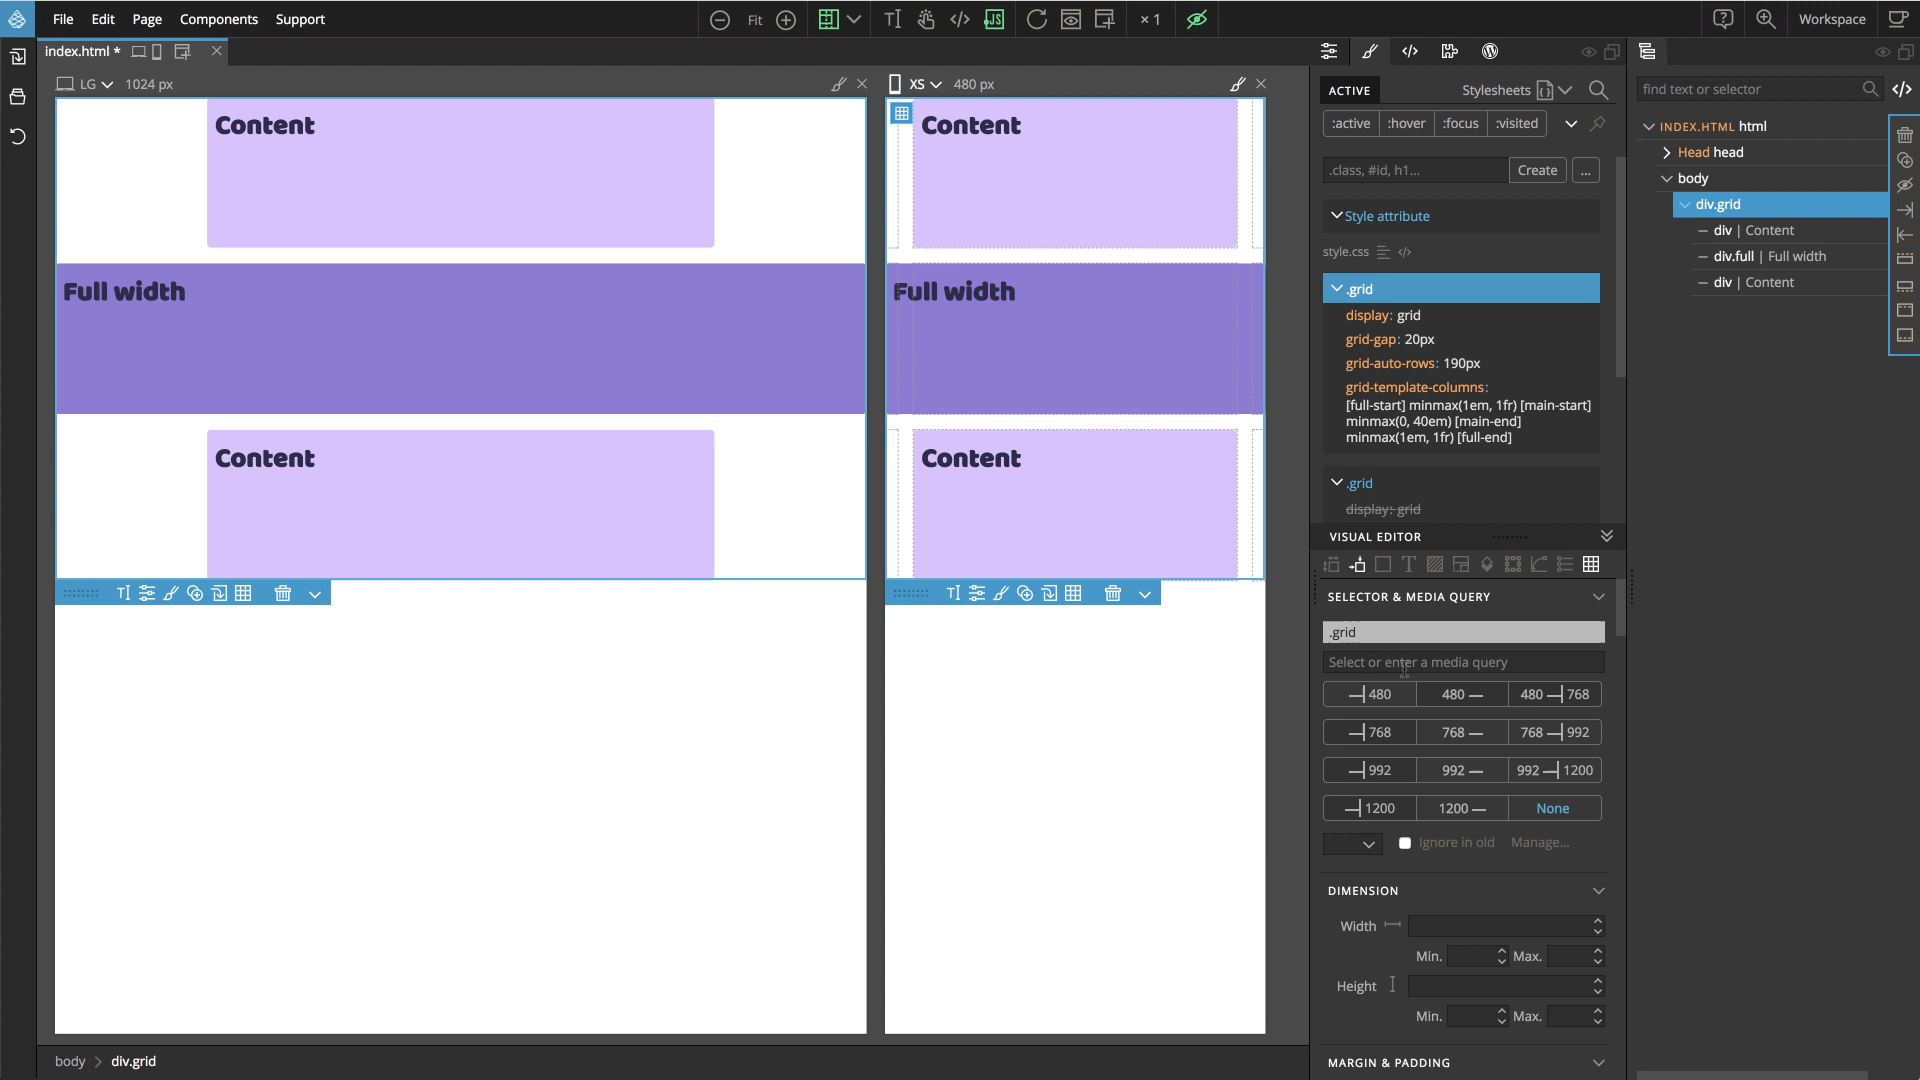 File Edit Page Components Support
Fit
JS
× 1
Workspace
index.html *
LG 1024 px
XS 480 px
Content
Full width
Content
Content
Full width
Content
body > div.grid
ACTIVE
Stylesheets
:active :hover :focus :visited
.class, #id, h1...
Create
...
Style attribute
style.css
.grid
display: grid
grid-gap: 20px
grid-auto-rows: 190px
grid-template-columns:
[full-start] minmax(1em, 1fr) [main-start]
minmax(0, 40em) [main-end]
minmax(1em, 1fr) [full-end]
.grid
display: grid
VISUAL EDITOR
SELECTOR & MEDIA QUERY
.grid
Select or enter a media query
480 480 480 768
768 768 768 992
992 992 992 1200
1200 1200 None
Ignore in old Manage...
DIMENSION
Width
Min. Max.
Height
Min. Max.
MARGIN & PADDING
find text or selector
INDEX.HTML html
Head head
body
div.grid
div | Content
div.full | Full width
div | Content